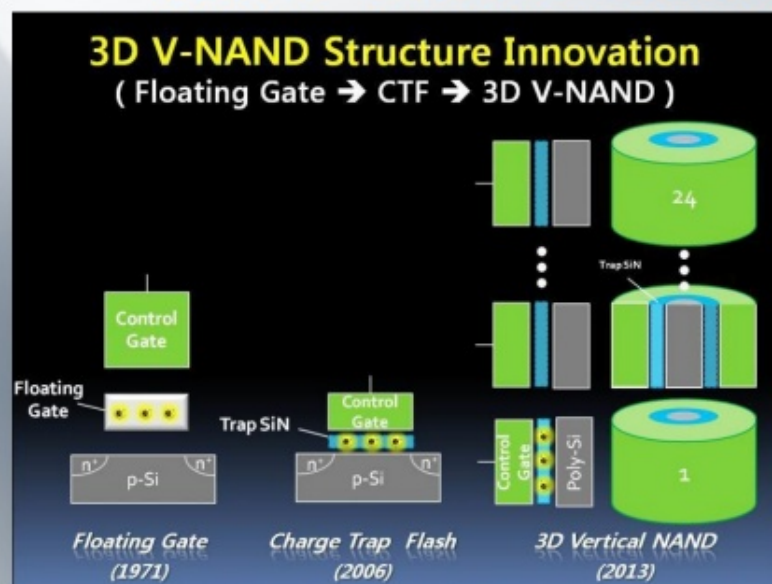 3D V-NAND Structure Innovation
( Floating Gate ➔ CTF ➔ 3D V-NAND )
24
Trap SiN
Control
Gate
Floating
Gate
n+
n+
p-Si
Control
Gate
Trap SiN
n+
n+
p-Si
Control
Gate
Poly-Si
1
Floating Gate
(1971)
Charge Trap Flash
(2006)
3D Vertical NAND
(2013)